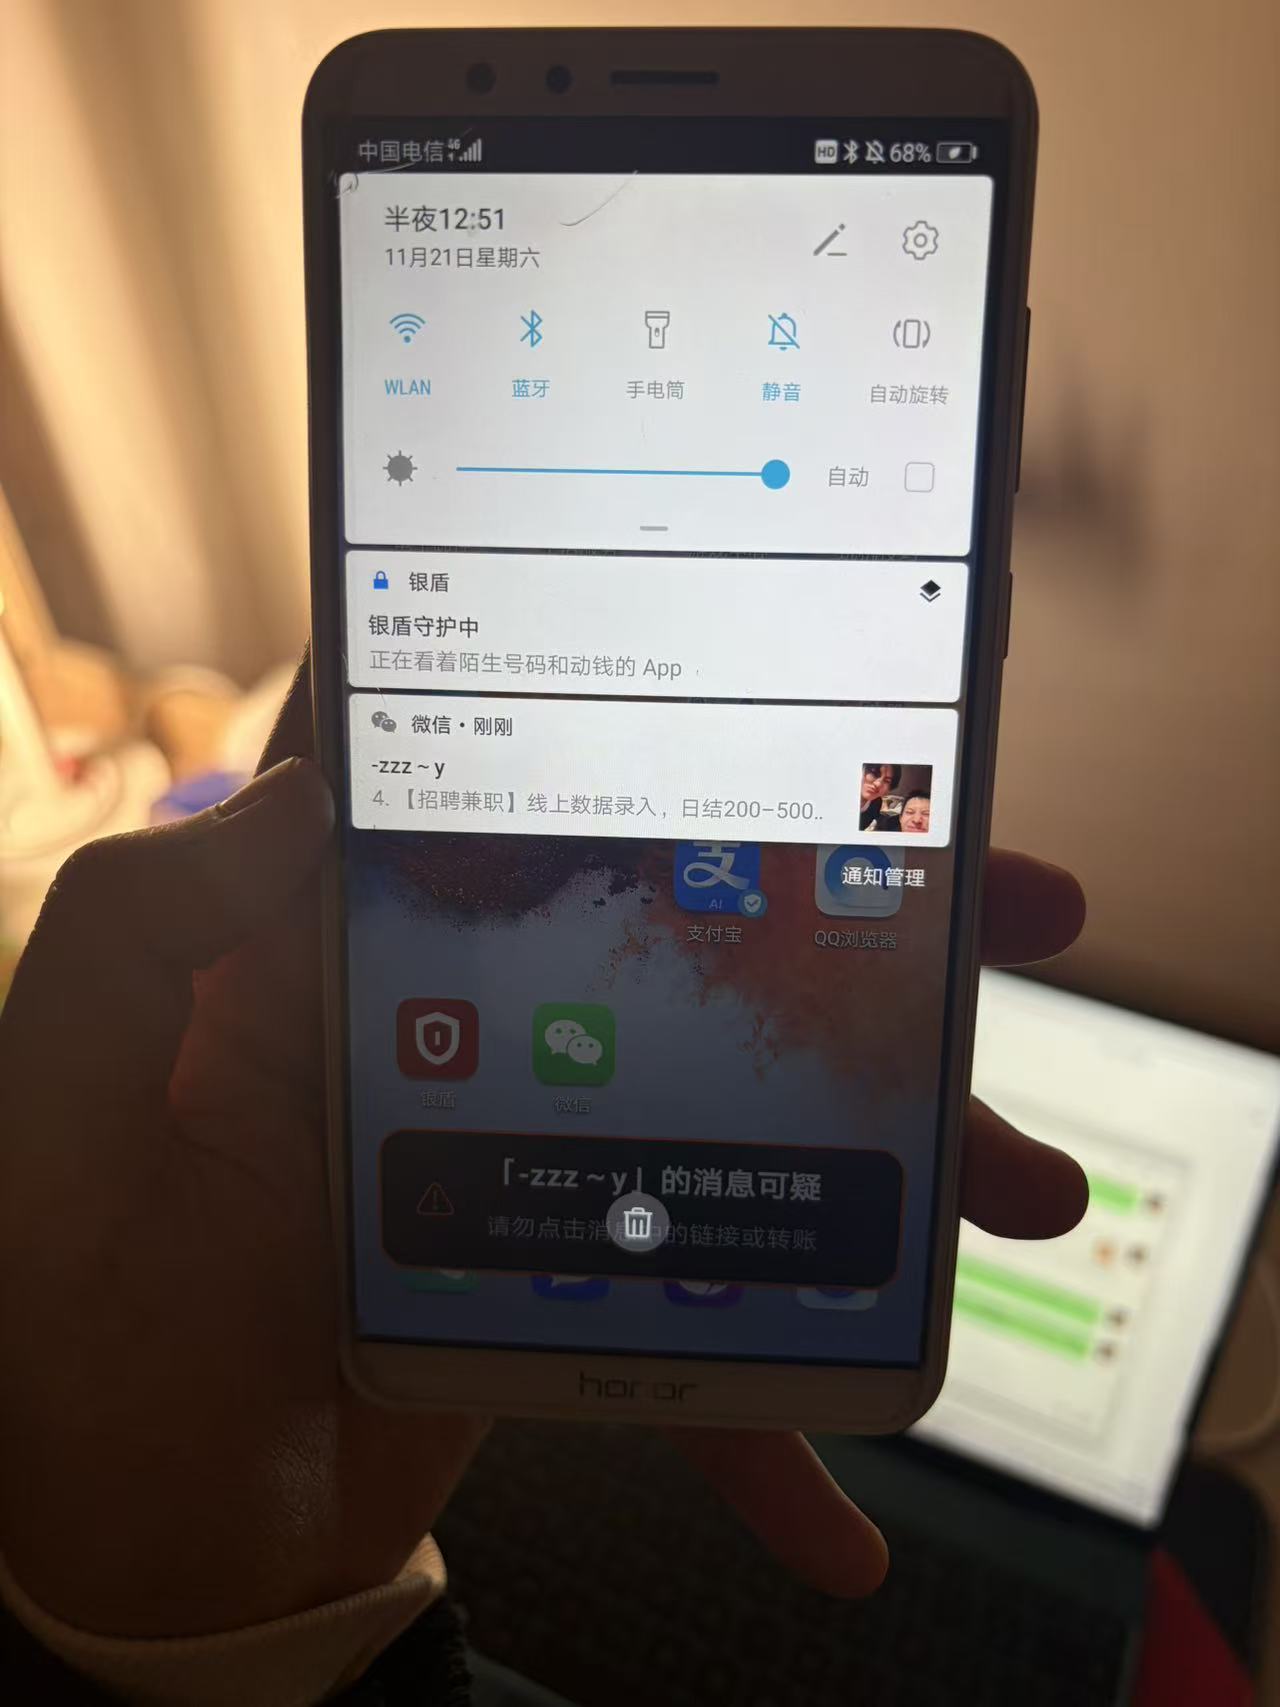 中国电信 4G
HD 68%
半夜12:51
11月21日星期六
WLAN
蓝牙
手电筒
静音
自动旋转
自动
银盾
银盾守护中
正在看着陌生号码和动钱的 App
微信・刚刚
-zzz~y
4.【招聘兼职】线上数据录入，日结200-500..
支
AI
通知管理
支付宝
QQ浏览器
银盾
微信
「-zzz~y」的消息可疑
请勿点击消息中的链接或转账
honor